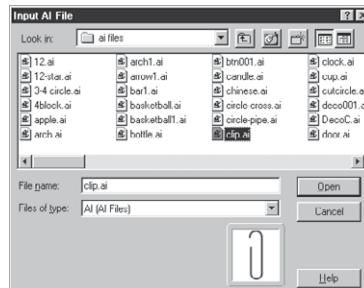 Input AI File
Look in: ai files
12.ai
12-star.ai
3-4 circle.ai
4block.ai
apple.ai
arch.ai
arch1.ai
arrow1.ai
bar1.ai
basketball.ai
basketball1.ai
bottle.ai
btn001.ai
candle.ai
chinese.ai
circle-cross.ai
circle-pipe.ai
clip.ai
clock.ai
cup.ai
cutcircle.a
deco001.a
DecoC.ai
door.ai
File name: clip.ai
Open
Files of type: AI (AI Files)
Cancel
Help